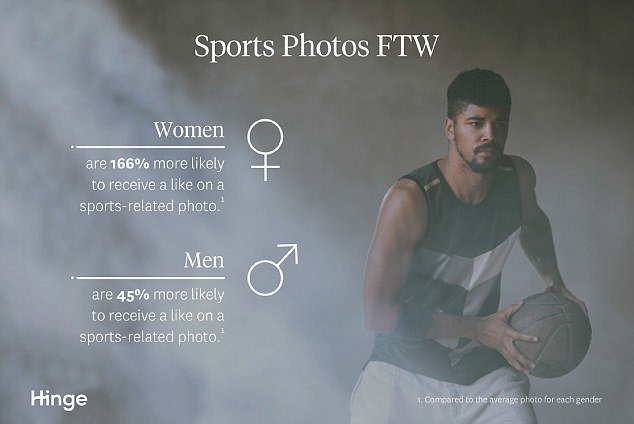 Sports Photos FTW
Women
are 166% more likely
to receive a like on a
sports-related photo.¹
Men
are 45% more likely
to receive a like on a
sports-related photo.¹
Hinge
1. Compared to the average photo for each gender